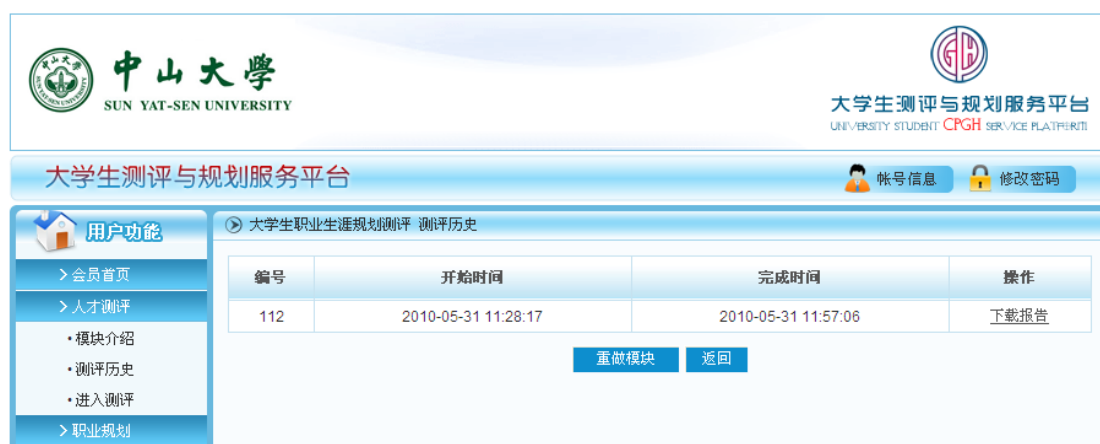 中山大學
SUN YAT-SEN UNIVERSITY
大学生测评与规划服务平台
UNIVERSITY STUDENT CPGH SERVICE PLATFORM
大学生测评与规划服务平台
帐号信息
修改密码
用户功能
>会员首页
>人才测评
•模块介绍
•测评历史
•进入测评
>职业规划
大学生职业生涯规划测评 测评历史
编号 开始时间 完成时间 操作
112 2010-05-31 11:28:17 2010-05-31 11:57:06 下载报告
重做模块 返回